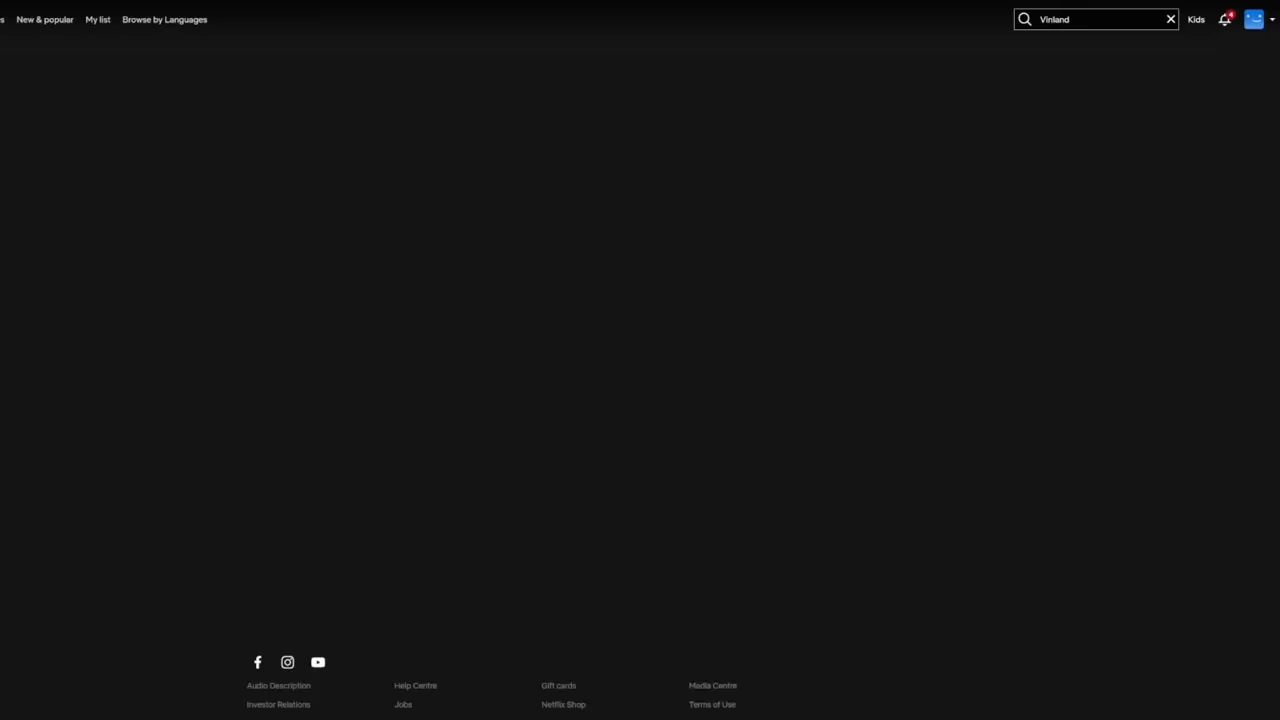 s New & popular My list Browse by Languages Vinland Kids 4
Audio Description Help Centre Gift cards Media Centre
Investor Relations Jobs Netflix Shop Terms of Use